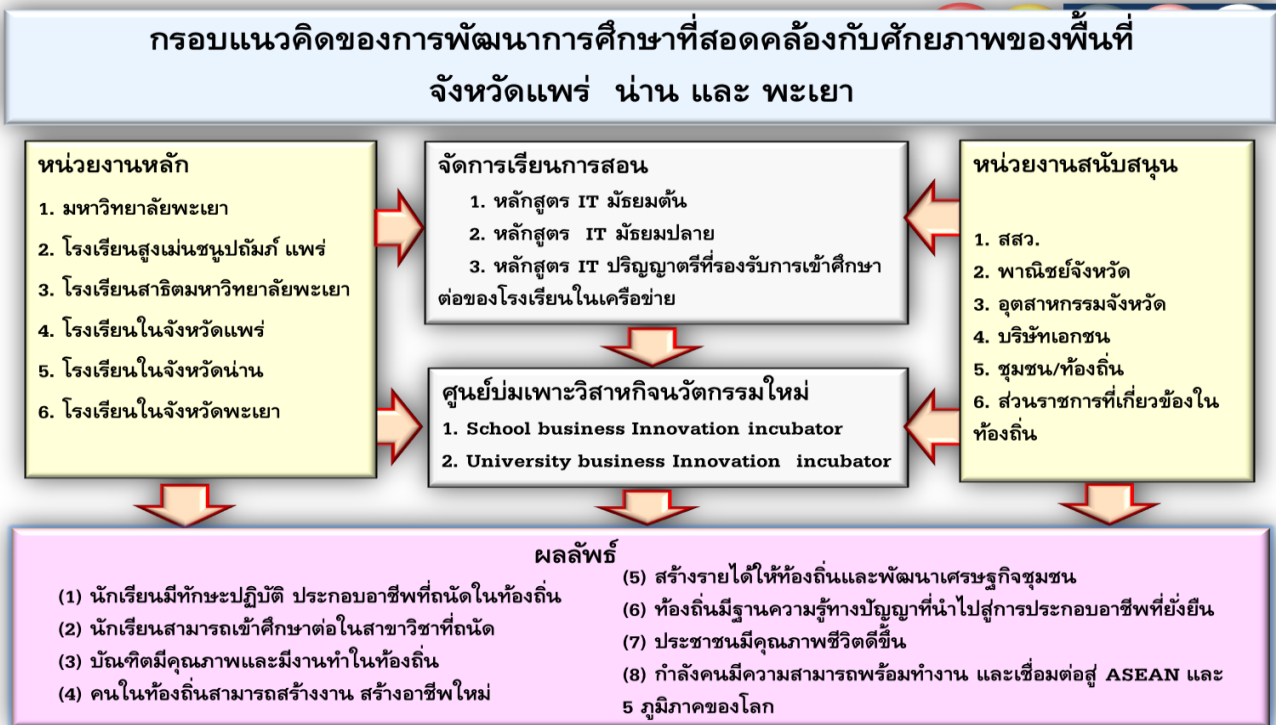 กรอบแนวคิดของการพัฒนาการศึกษาที่สอดคล้องกับศักยภาพของพื้นที่
จังหวัดแพร่ น่าน และ พะเยา
หน่วยงานหลัก
1. มหาวิทยาลัยพะเยา
2. โรงเรียนสูงเม่นชนูปถัมภ์ แพร่
3. โรงเรียนสาธิตมหาวิทยาลัยพะเยา
4. โรงเรียนในจังหวัดแพร่
5. โรงเรียนในจังหวัดน่าน
6. โรงเรียนในจังหวัดพะเยา
จัดการเรียนการสอน
1. หลักสูตร IT มัธยมต้น
2. หลักสูตร IT มัธยมปลาย
3. หลักสูตร IT ปริญญาตรีที่รองรับการเข้าศึกษา
ต่อของโรงเรียนในเครือข่าย
ศูนย์บ่มเพาะวิสาหกิจนวัตกรรมใหม่
1. School business Innovation incubator
2. University business Innovation incubator
หน่วยงานสนับสนุน
1. สสว.
2. พาณิชย์จังหวัด
3. อุตสาหกรรมจังหวัด
4. บริษัทเอกชน
5. ชุมชน/ท้องถิ่น
6. ส่วนราชการที่เกี่ยวข้องใน
ท้องถิ่น
ผลลัพธ์
(1) นักเรียนมีทักษะปฏิบัติ ประกอบอาชีพที่ถนัดในท้องถิ่น
(2) นักเรียนสามารถเข้าศึกษาต่อในสาขาวิชาที่ถนัด
(3) บัณฑิตมีคุณภาพและมีงานทำในท้องถิ่น
(4) คนในท้องถิ่นสามารถสร้างงาน สร้างอาชีพใหม่
(5) สร้างรายได้ให้ท้องถิ่นและพัฒนาเศรษฐกิจชุมชน
(6) ท้องถิ่นมีฐานความรู้ทางปัญญาที่นำไปสู่การประกอบอาชีพที่ยั่งยืน
(7) ประชาชนมีคุณภาพชีวิตดีขึ้น
(8) กำลังคนมีความสามารถพร้อมทำงาน และเชื่อมต่อสู่ ASEAN และ
5 ภูมิภาคของโลก